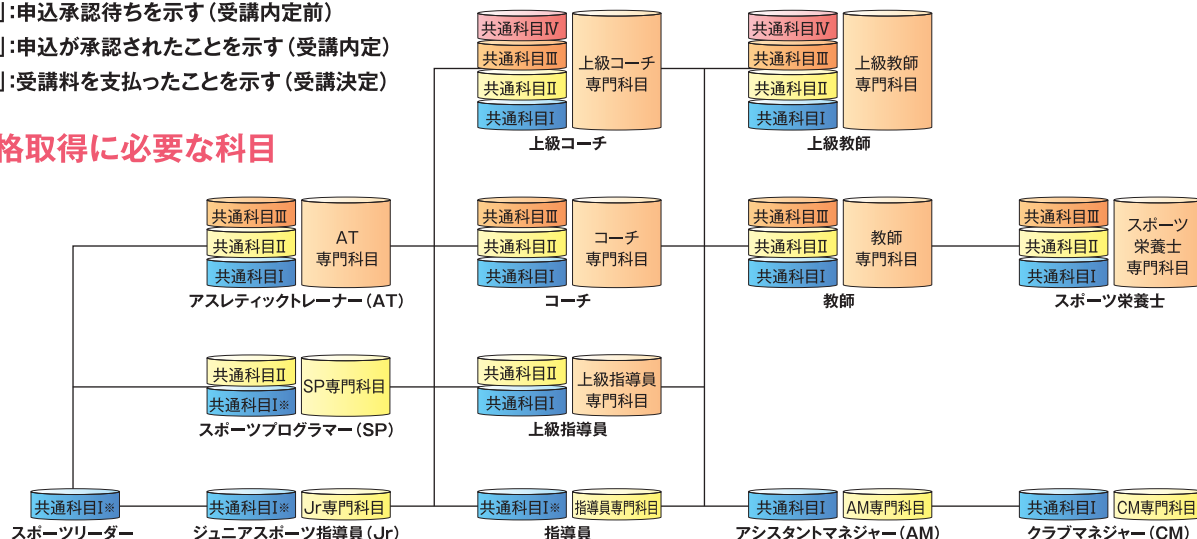 」:申込承認待ちを示す(受講内定前)
」:申込が承認されたことを示す(受講内定)
」:受講料を支払ったことを示す(受講決定)
格取得に必要な科目
共通科目Ⅳ
共通科目Ⅲ
共通科目Ⅱ
共通科目Ⅰ
上級コーチ
専門科目
上級コーチ
共通科目Ⅳ
共通科目Ⅲ
共通科目Ⅱ
共通科目Ⅰ
上級教師
専門科目
上級教師
共通科目Ⅲ
共通科目Ⅱ
共通科目Ⅰ
AT
専門科目
アスレティックトレーナー(AT)
共通科目Ⅲ
共通科目Ⅱ
共通科目Ⅰ
コーチ
専門科目
コーチ
共通科目Ⅲ
共通科目Ⅱ
共通科目Ⅰ
教師
専門科目
教師
共通科目Ⅲ
共通科目Ⅱ
共通科目Ⅰ
スポーツ
栄養士
専門科目
スポーツ栄養士
共通科目Ⅱ
共通科目Ⅰ※
SP専門科目
スポーツプログラマー(SP)
共通科目Ⅱ
共通科目Ⅰ
上級指導員
専門科目
上級指導員
共通科目Ⅰ※
スポーツリーダー
共通科目Ⅰ※
Jr専門科目
ジュニアスポーツ指導員(Jr)
共通科目Ⅰ※
指導員専門科目
指導員
共通科目Ⅰ
AM専門科目
アシスタントマネジャー(AM)
共通科目Ⅰ
CM専門科目
クラブマネジャー(CM)